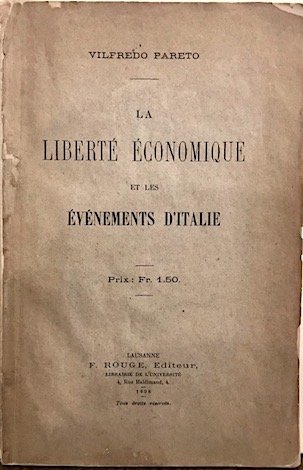 VILFREDO PARETO
LA
LIBERTÉ ÉCONOMIQUE
ET LES
ÉVÉNEMENTS D'ITALIE
Prix: Fr. 1.50.
LAUSANNE
F. ROUGE, Editeur,
LIBRAIRIE DE L'UNIVERSITÉ
4, Rue Haldimand, 4.
1898
Tous droits réservés.